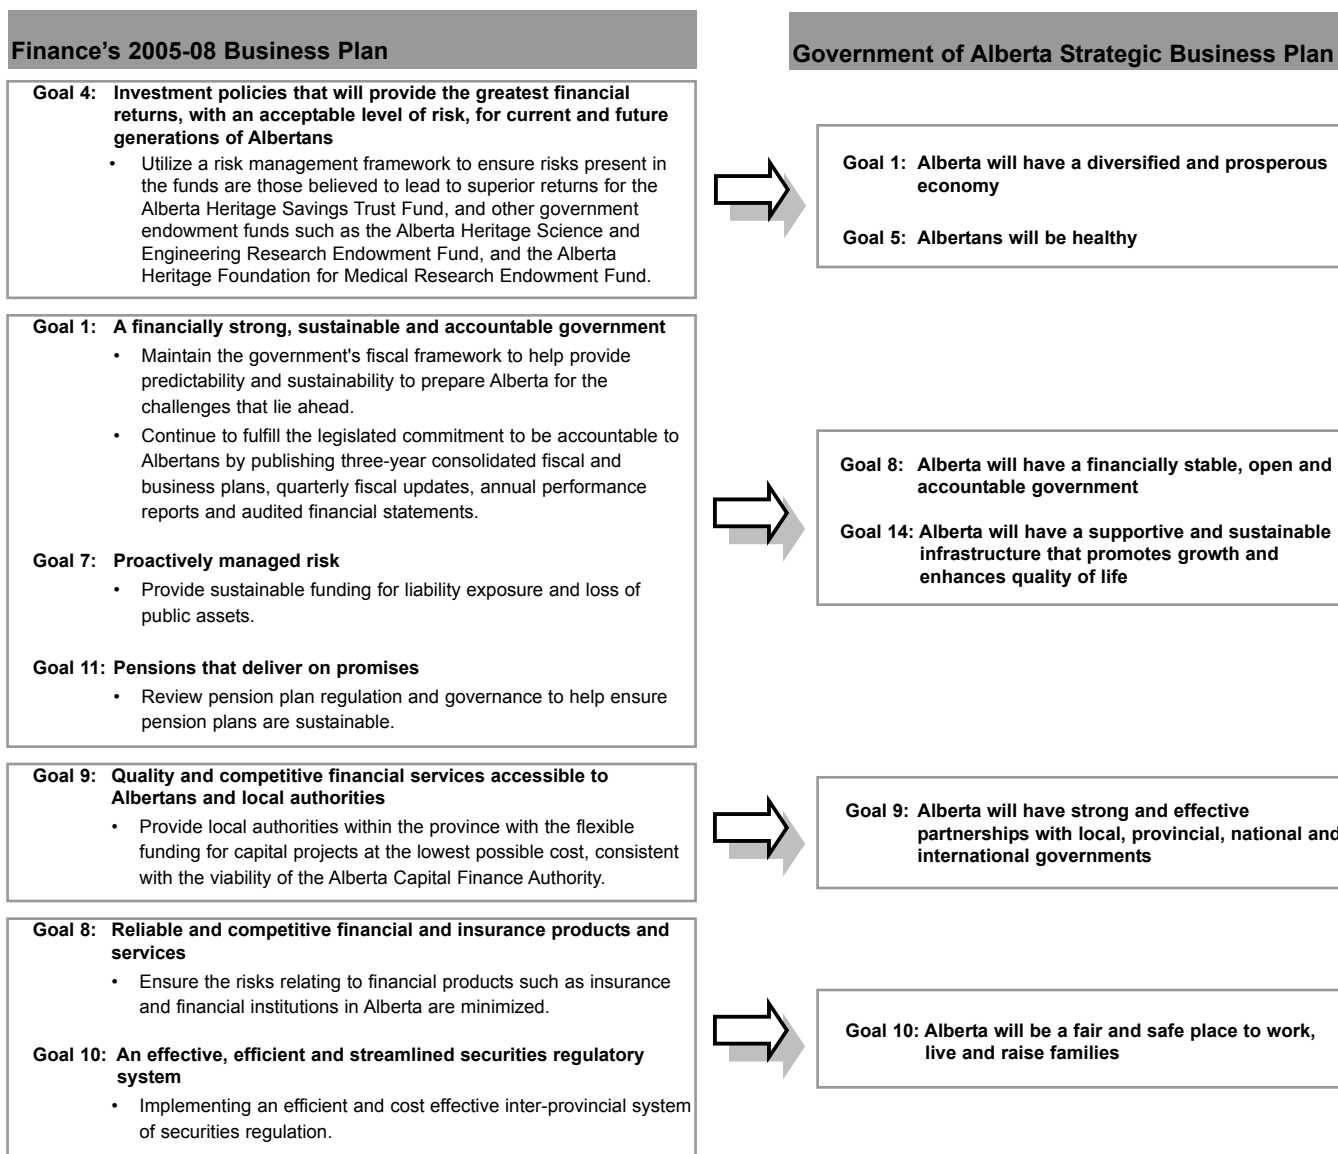 Finance’s 2005-08 Business Plan
Government of Alberta Strategic Business Plan
Goal 4: Investment policies that will provide the greatest financial
returns, with an acceptable level of risk, for current and future
generations of Albertans
• Utilize a risk management framework to ensure risks present in
the funds are those believed to lead to superior returns for the
Alberta Heritage Savings Trust Fund, and other government
endowment funds such as the Alberta Heritage Science and
Engineering Research Endowment Fund, and the Alberta
Heritage Foundation for Medical Research Endowment Fund.
Goal 1: Alberta will have a diversified and prosperous
economy
Goal 5: Albertans will be healthy
Goal 1: A financially strong, sustainable and accountable government
• Maintain the government's fiscal framework to help provide
predictability and sustainability to prepare Alberta for the
challenges that lie ahead.
• Continue to fulfill the legislated commitment to be accountable to
Albertans by publishing three-year consolidated fiscal and
business plans, quarterly fiscal updates, annual performance
reports and audited financial statements.
Goal 7: Proactively managed risk
• Provide sustainable funding for liability exposure and loss of
public assets.
Goal 11: Pensions that deliver on promises
• Review pension plan regulation and governance to help ensure
pension plans are sustainable.
Goal 8: Alberta will have a financially stable, open and
accountable government
Goal 14: Alberta will have a supportive and sustainable
infrastructure that promotes growth and
enhances quality of life
Goal 9: Quality and competitive financial services accessible to
Albertans and local authorities
• Provide local authorities within the province with the flexible
funding for capital projects at the lowest possible cost, consistent
with the viability of the Alberta Capital Finance Authority.
Goal 9: Alberta will have strong and effective
partnerships with local, provincial, national and
international governments
Goal 8: Reliable and competitive financial and insurance products and
services
• Ensure the risks relating to financial products such as insurance
and financial institutions in Alberta are minimized.
Goal 10: An effective, efficient and streamlined securities regulatory
system
• Implementing an efficient and cost effective inter-provincial system
of securities regulation.
Goal 10: Alberta will be a fair and safe place to work,
live and raise families